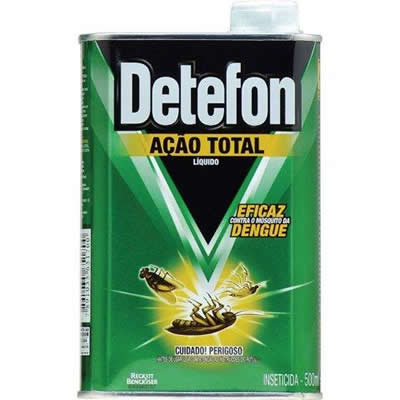 Detefon
AÇÃO TOTAL
LÍQUIDO
EFICAZ
CONTRA O MOSQUITO DA
DENGUE
CUIDADO! PERIGOSO
RECKITT
BENCKISER
INSETICIDA - 500ml